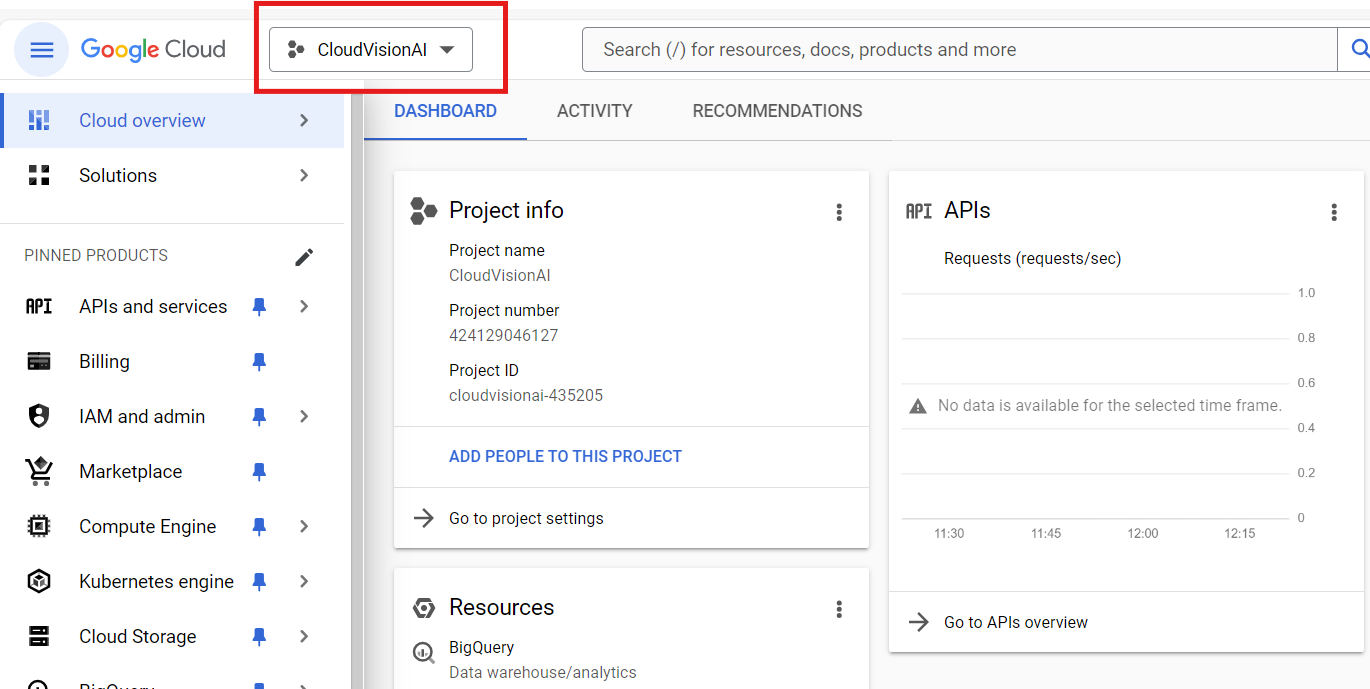 Google Cloud
CloudVisionAI
Search (/) for resources, docs, products and more
Cloud overview
Solutions
PINNED PRODUCTS
API APIs and services
Billing
IAM and admin
Marketplace
Compute Engine
Kubernetes engine
Cloud Storage
BigQuery
DASHBOARD
ACTIVITY
RECOMMENDATIONS
Project info
Project name
CloudVisionAI
Project number
424129046127
Project ID
cloudvisionai-435205
ADD PEOPLE TO THIS PROJECT
Go to project settings
Resources
BigQuery
Data warehouse/analytics
API APIs
Requests (requests/sec)
1.0
0.8
0.6
No data is available for the selected time frame.
0.4
0.2
0
11:30 11:45 12:00 12:15
Go to APIs overview